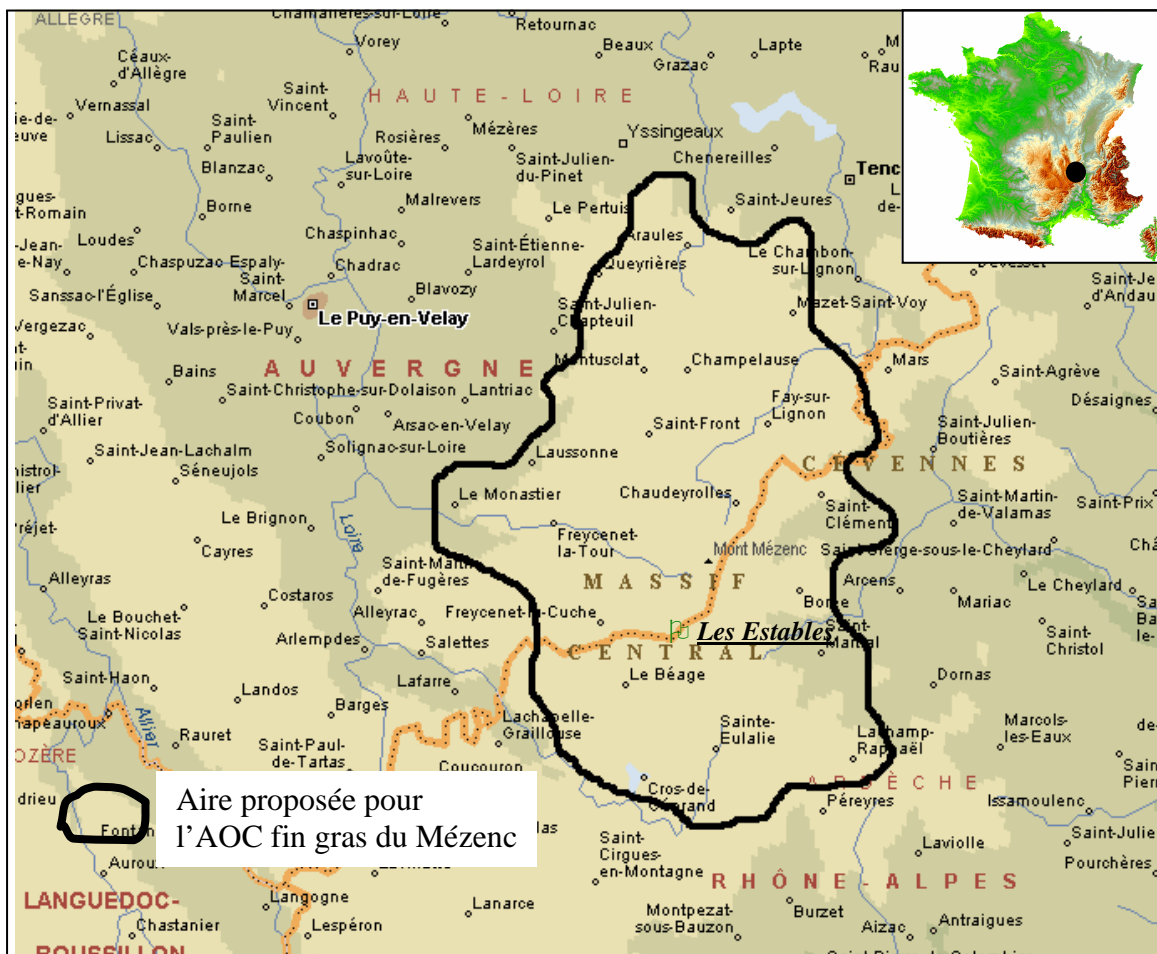 ALLEGRE
Chamalières-sur-Loire
Retournac
Vorey
Beaux
Lapte
Grazac
Céaux-
d'Allègre
Saint-
Vincent
HAUTE-LOIRE
Vernassal
Saint-
Paulien
Mézères
Yssingeaux
Lissac
Rosières
Blanzac
Lavoûte-
sur-Loire
Saint-Julien-
du-Pinet
Chenereilles
Tenc
Borne
Malrevers
Le Pertuis
Saint-Jeures
Loudes
Chaspinhac
Araules
Saint-Étienne-
Lardeyrol
Le Chambon-
sur-Lignon
Chaspuzac
Espaly-
Saint-
Marcel
Chadrac
Queyrières
Devesset
Sanssac-l'Église
Blavozy
Saint-Julien-
Chapteuil
Mazet-Saint-Voy
Le Puy-en-Velay
Vergezac
Vals-près-le-Puy
AUVERGNE
Montusclat
Champelause
Mars
Bains
Saint-Christophe-sur-Dolaison
Lantriac
Saint-Agrève
Fay-sur-
Lignon
Désaignes
Saint-Privat-
d'Allier
Coubon
Arsac-en-Velay
Saint-Front
Saint-Julien-
Boutières
Saint-Jean-Lachalm
Solignac-sur-Loire
Laussonne
CÉVENNES
Séneujols
Le Monastier
Chaudeyrolles
Saint-
Clément
Saint-Martin-
de-Valamas
Saint-Prix
Le Brignon
Loire
Freycenet-
la-Tour
Cayres
Mont Mézenc
Saint-Cierge-sous-le-Cheylard
Alleyras
Saint-Martin-
de-Fugères
MASSIF
Arcens
Le Cheylard
Costaros
Borée
Mariac
Le Bouchet-
Saint-Nicolas
Alleyrac
Freycenet-la-Cuche
Les Estables
Saint-
Martial
Saint-
Christol
Arlempdes
Salettes
CENTRAL
Saint-Haon
Lafarre
Le Béage
Dornas
Landos
Allier
Barges
Lachapelle-
Graillouse
Sainte-
Eulalie
Marcols-
les-Eaux
Rauret
Saint-Paul-
de-Tartas
Lachamp-
Raphaël
Coucouron
Cros-de-
Géorand
ARDÈCHE
Péreyres
Issamoulenc
Aire proposée pour
l'AOC fin gras du Mézenc
Saint-
Cirgues-
en-Montagne
Laviolle
Saint-Julie
Pourchères
RHÔNE-ALPES
LANGUEDOC-
ROUSSILLON
Langogne
Lanarce
Burzet
Chastanier
Lespéron
Montpezat-
sous-Bauzon
Aizac
Antraigues